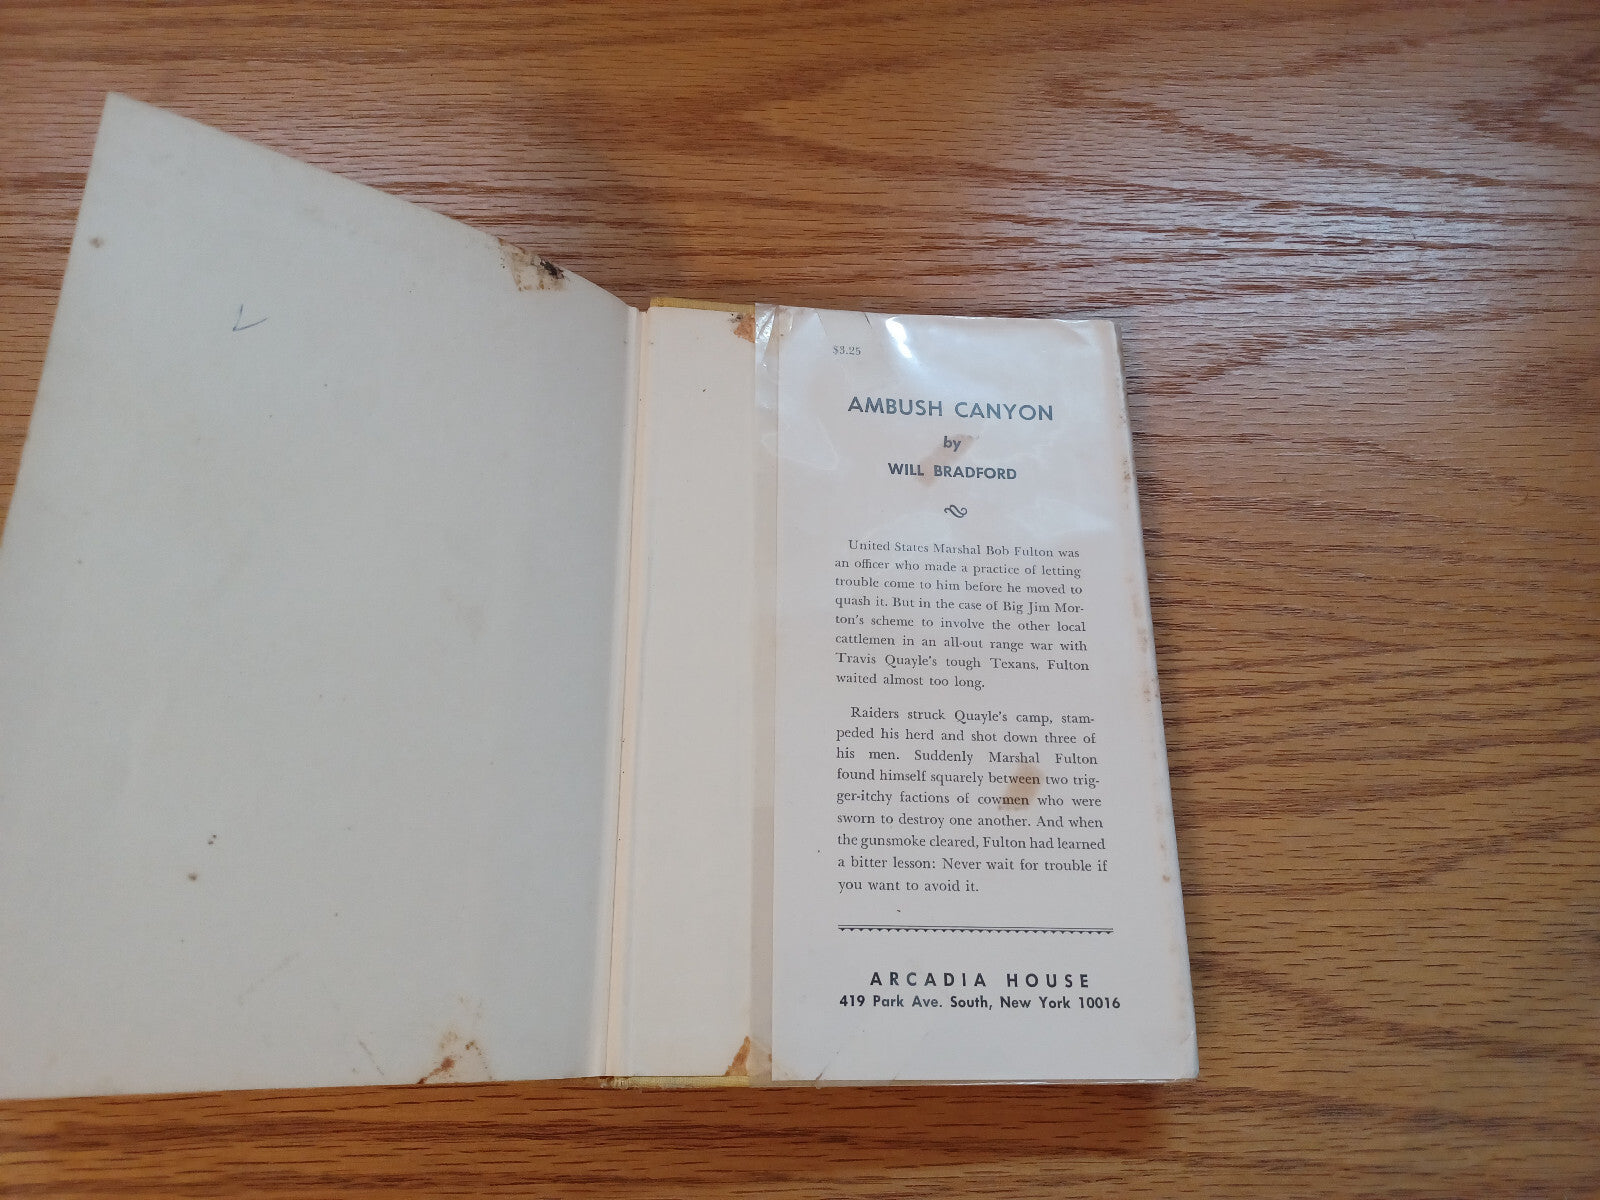 $3.25
AMBUSH CANYON
by
WILL BRADFORD
United States Marshal Bob Fulton was
an officer who made a practice of letting
trouble come to him before he moved to
quash it. But in the case of Big Jim Mor-
ton's scheme to involve the other local
cattlemen in an all-out range war with
Travis Quayle's tough Texans, Fulton
waited almost too long.
Raiders struck Quayle's camp, stam-
peded his herd and shot down three of
his men. Suddenly Marshal Fulton
found himself squarely between two trig-
ger-itchy factions of cowmen who were
sworn to destroy one another. And when
the gunsmoke cleared, Fulton had learned
a bitter lesson: Never wait for trouble if
you want to avoid it.
ARCADIA HOUSE
419 Park Ave. South, New York 10016